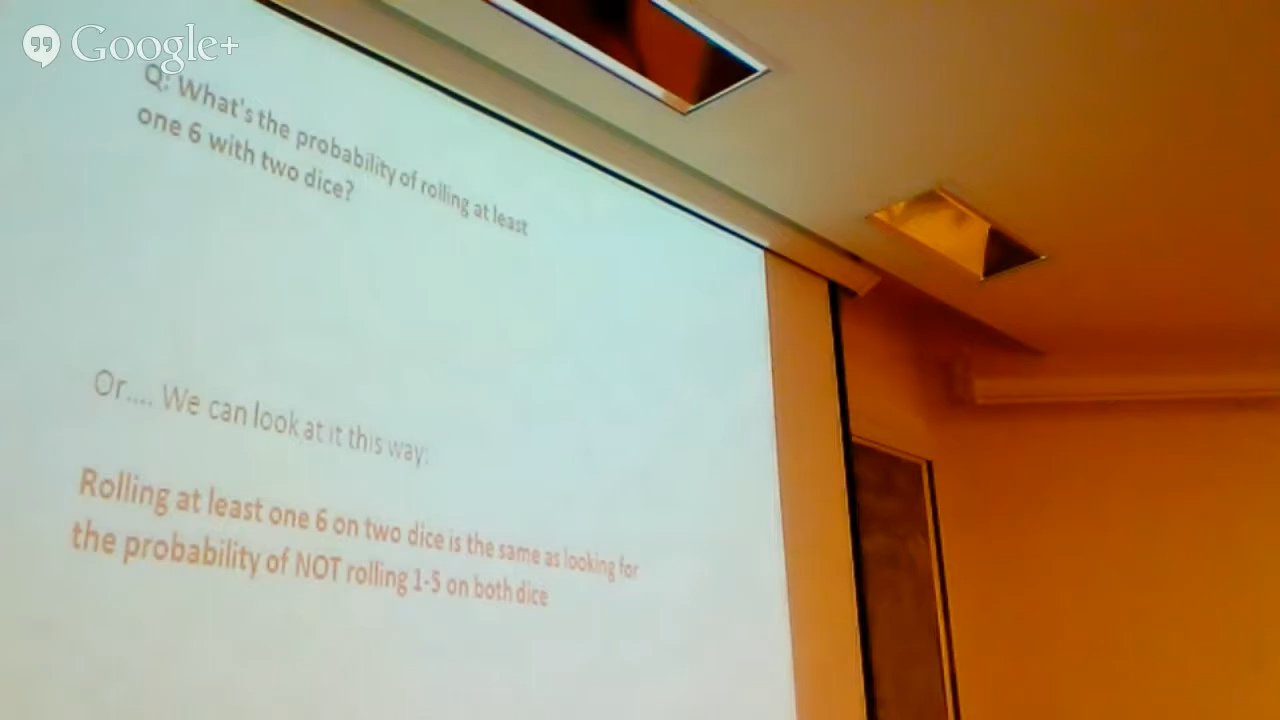 Google+
Q: What's the probability of rolling at least
one 6 with two dice?
Or.... We can look at it this way:
Rolling at least one 6 on two dice is the same as looking for
the probability of NOT rolling 1-5 on both dice